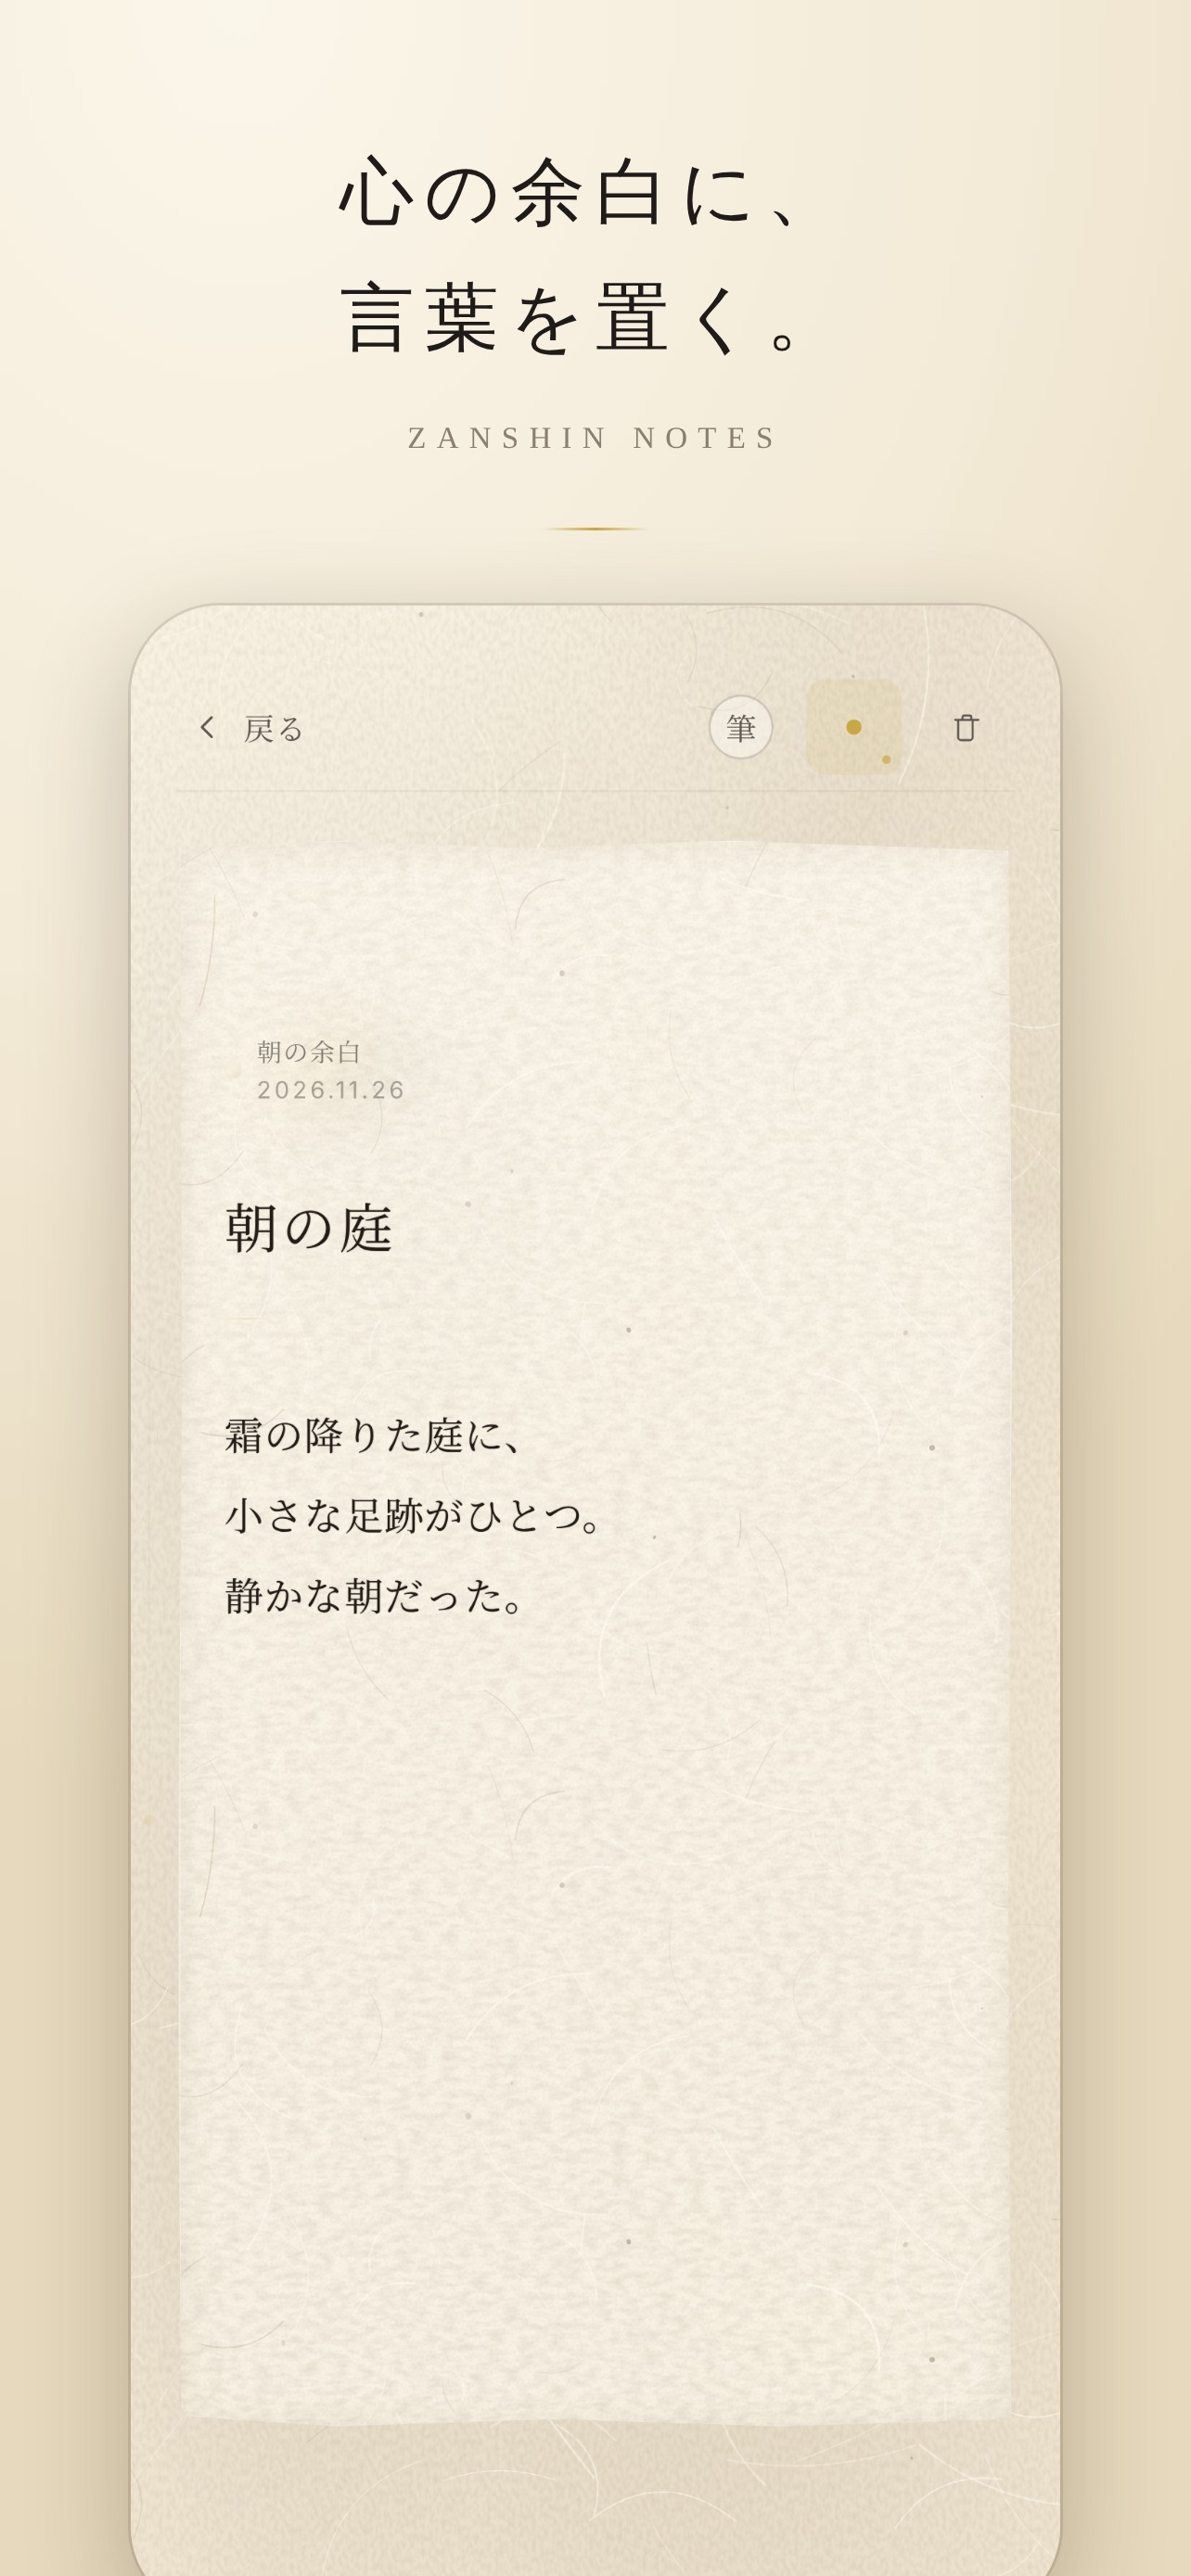 心の余白に、
言葉を置く。
ZANSHIN NOTES
戻る
筆
朝の余白
2026.11.26
朝の庭
霜の降りた庭に、
小さな足跡がひとつ。
静かな朝だった。